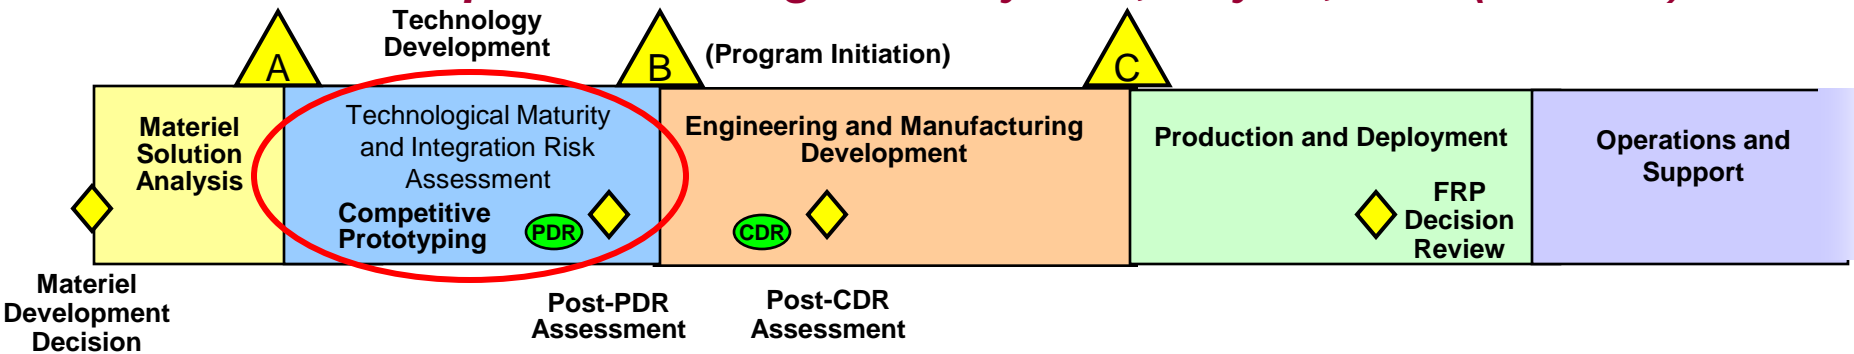 Technology
Development
A
B
(Program Initiation)
C
Materiel
Solution
Analysis
Technological Maturity
and Integration Risk
Assessment
Competitive
Prototyping
PDR
Engineering and Manufacturing
Development
CDR
Production and Deployment
FRP
Decision
Review
Operations and
Support
Materiel
Development
Decision
Post-PDR
Assessment
Post-CDR
Assessment